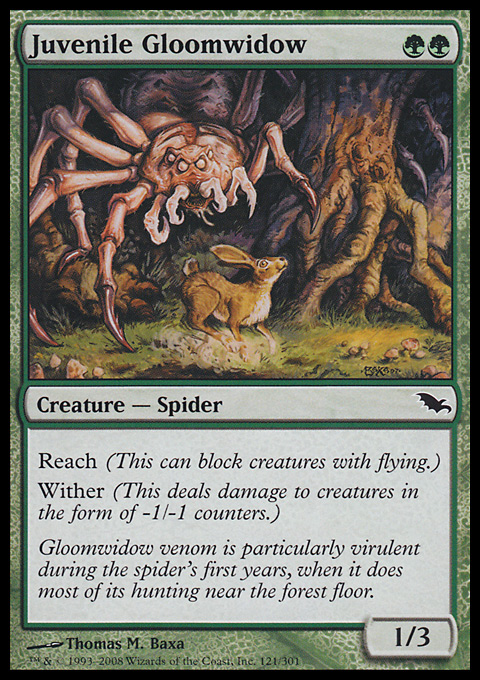 Juvenile Gloomwidow
Creature — Spider
Reach (This can block creatures with flying.)
Wither (This deals damage to creatures in
the form of -1/-1 counters.)
Gloomwidow venom is particularly virulent
during the spider's first years, when it does
most of its hunting near the forest floor.
Thomas M. Baxa
1/3
™ & © 1993–2008 Wizards of the Coast, Inc. 121/301